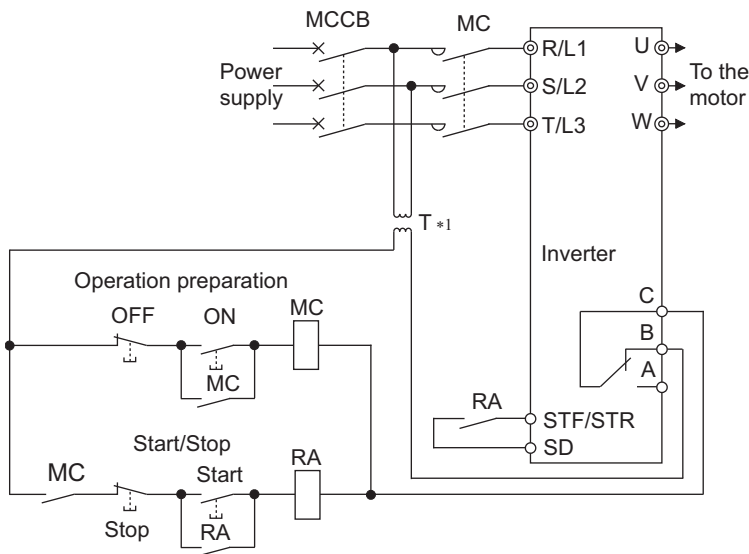 MCCB
MC
R/L1
U
Power
supply
S/L2
V
To the
motor
T/L3
W
T *1
Inverter
Operation preparation
OFF
ON
MC
C
B
A
MC
RA
STF/STR
SD
Start/Stop
MC
Start
RA
Stop
RA